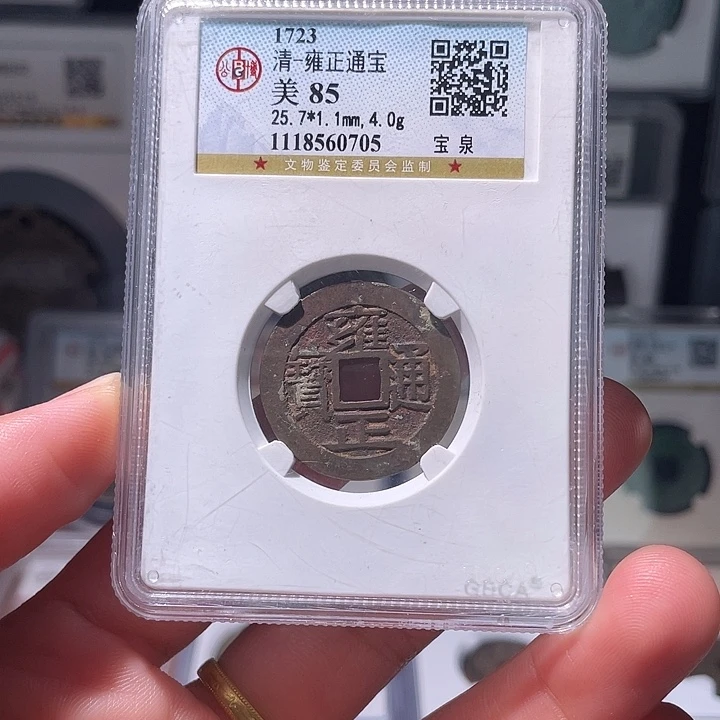 1723
清-雍正通宝
美 85
25.7*1.1mm,4.0g
1118560705 宝 泉
★ 文物鉴定委员会监制 ★
雍
寶 通
正
GBCA